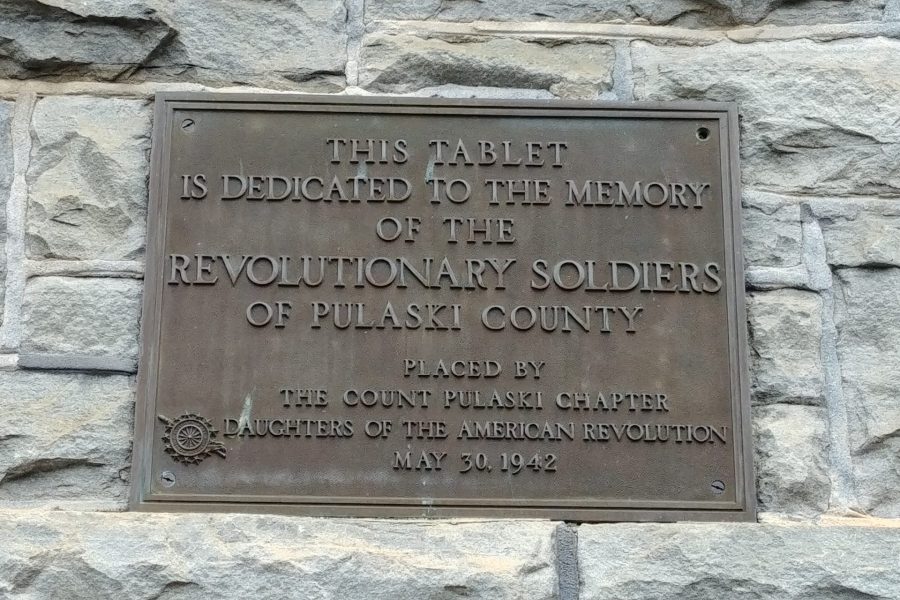 THIS TABLET
IS DEDICATED TO THE MEMORY
OF THE
REVOLUTIONARY SOLDIERS
OF PULASKI COUNTY
PLACED BY
THE COUNT PULASKI CHAPTER
DAUGHTERS OF THE AMERICAN REVOLUTION
MAY 30, 1942